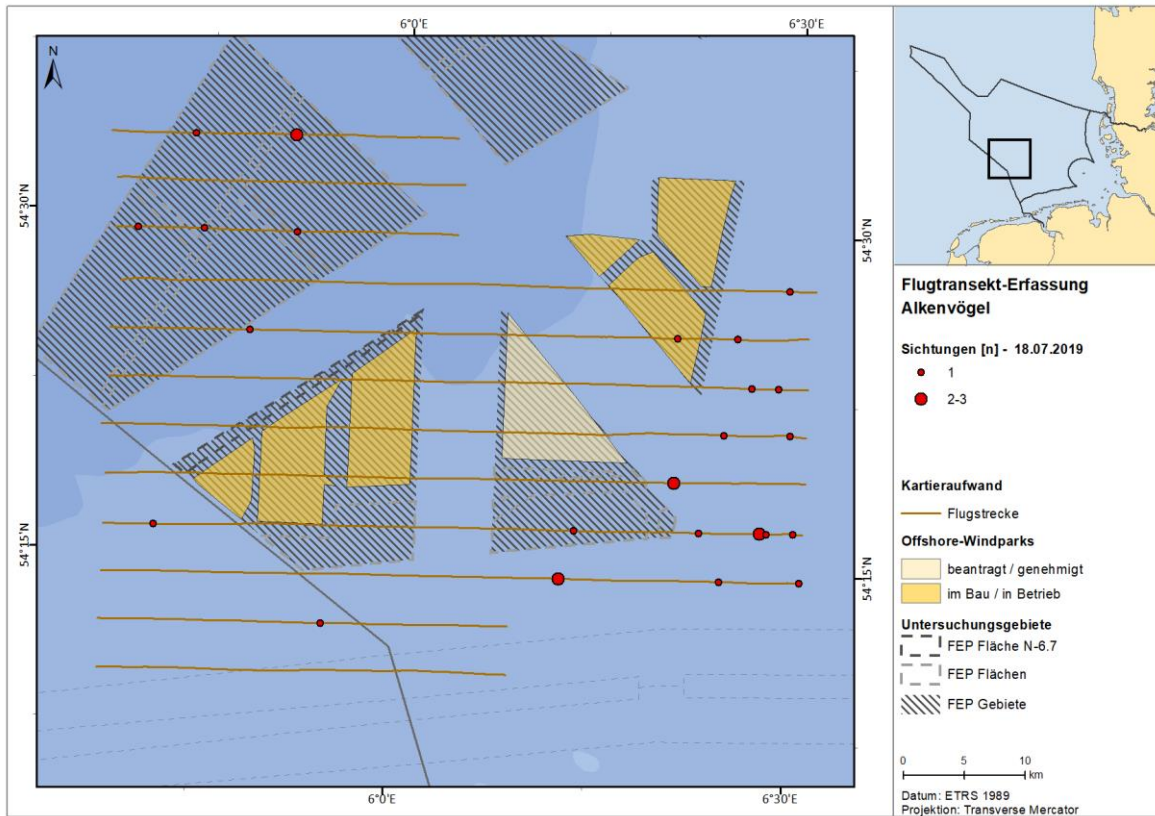 6°0'E
6°30'E
N
54°30'N
54°30'N
54°15'N
54°15'N
6°0'E
6°30'E
Flugtransekt-Erfassung
Alkenvögel
Sichtungen [n] - 18.07.2019
1
2-3
Kartieraufwand
Flugstrecke
Offshore-Windparks
beantragt / genehmigt
im Bau / in Betrieb
Untersuchungsgebiete
FEP Fläche N-6.7
FEP Flächen
FEP Gebiete
0 5 10
km
Datum: ETRS 1989
Projektion: Transverse Mercator